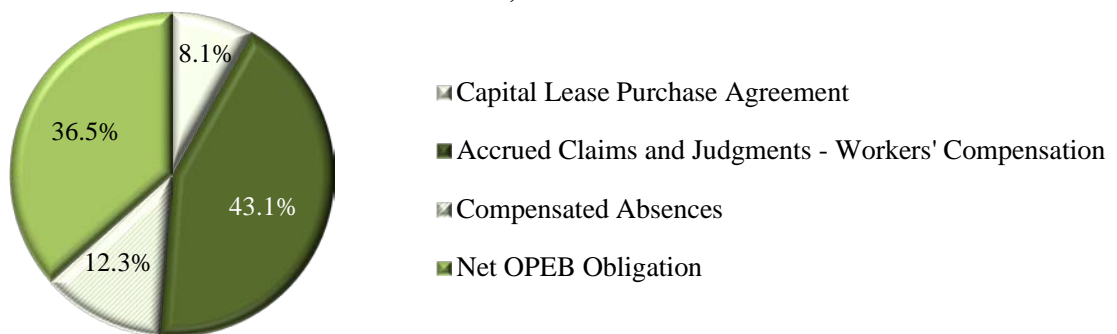 8.1%
36.5%
43.1%
12.3%
Capital Lease Purchase Agreement
Accrued Claims and Judgments - Workers' Compensation
Compensated Absences
Net OPEB Obligation